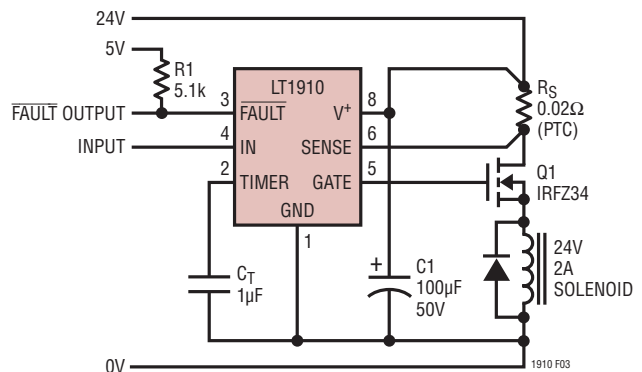 24V
5V
R1
5.1k
LT1910
3
FAULT
V+
8
RS
0.02Ω
(PTC)
FAULT OUTPUT
4
IN
SENSE
6
INPUT
2
TIMER
GATE
5
Q1
IRFZ34
GND
1
CT
1µF
+
C1
100µF
50V
24V
2A
SOLENOID
0V
1910 F03